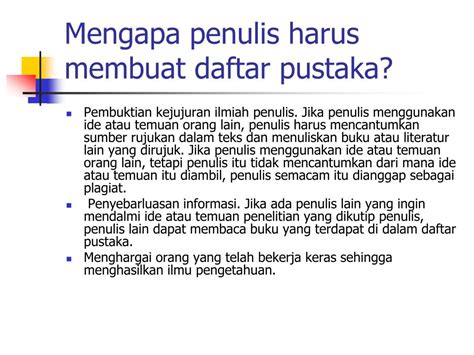 Mengapa penulis harus
membuat daftar pustaka?
Pembuktian kejujuran ilmiah penulis. Jika penulis menggunakan
ide atau temuan orang lain, penulis harus mencantumkan
sumber rujukan dalam teks dan menuliskan buku atau literatur
lain yang dirujuk. Jika penulis menggunakan ide atau temuan
orang lain, tetapi penulis itu tidak mencantumkan dari mana ide
atau temuan itu diambil, penulis semacam itu dianggap sebagai
plagiat.
Penyebarluasan informasi. Jika ada penulis lain yang ingin
mendalmi ide atau temuan penelitian yang dikutip penulis,
penulis lain dapat membaca buku yang terdapat di dalam daftar
pustaka.
Menghargai orang yang telah bekerja keras sehingga
menghasilkan ilmu pengetahuan.